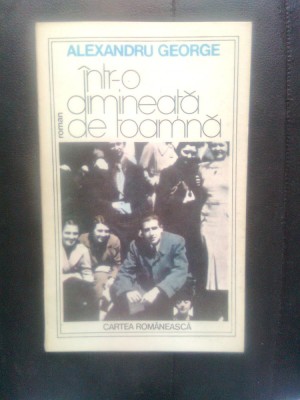 ALEXANDRU GEORGE
într-o
dimineață
de toamnă
roman
CARTEA ROMÂNEASCĂ